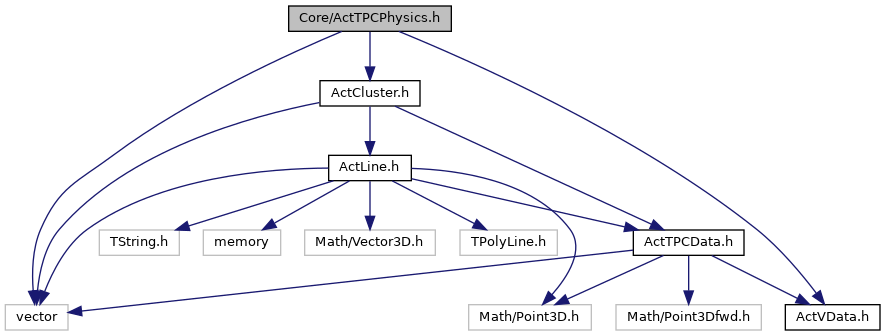 Core/ActTPCPhysics.h
ActCluster.h
ActLine.h
TString.h
memory
Math/Vector3D.h
TPolyLine.h
ActTPCData.h
vector
Math/Point3D.h
Math/Point3Dfwd.h
ActVData.h